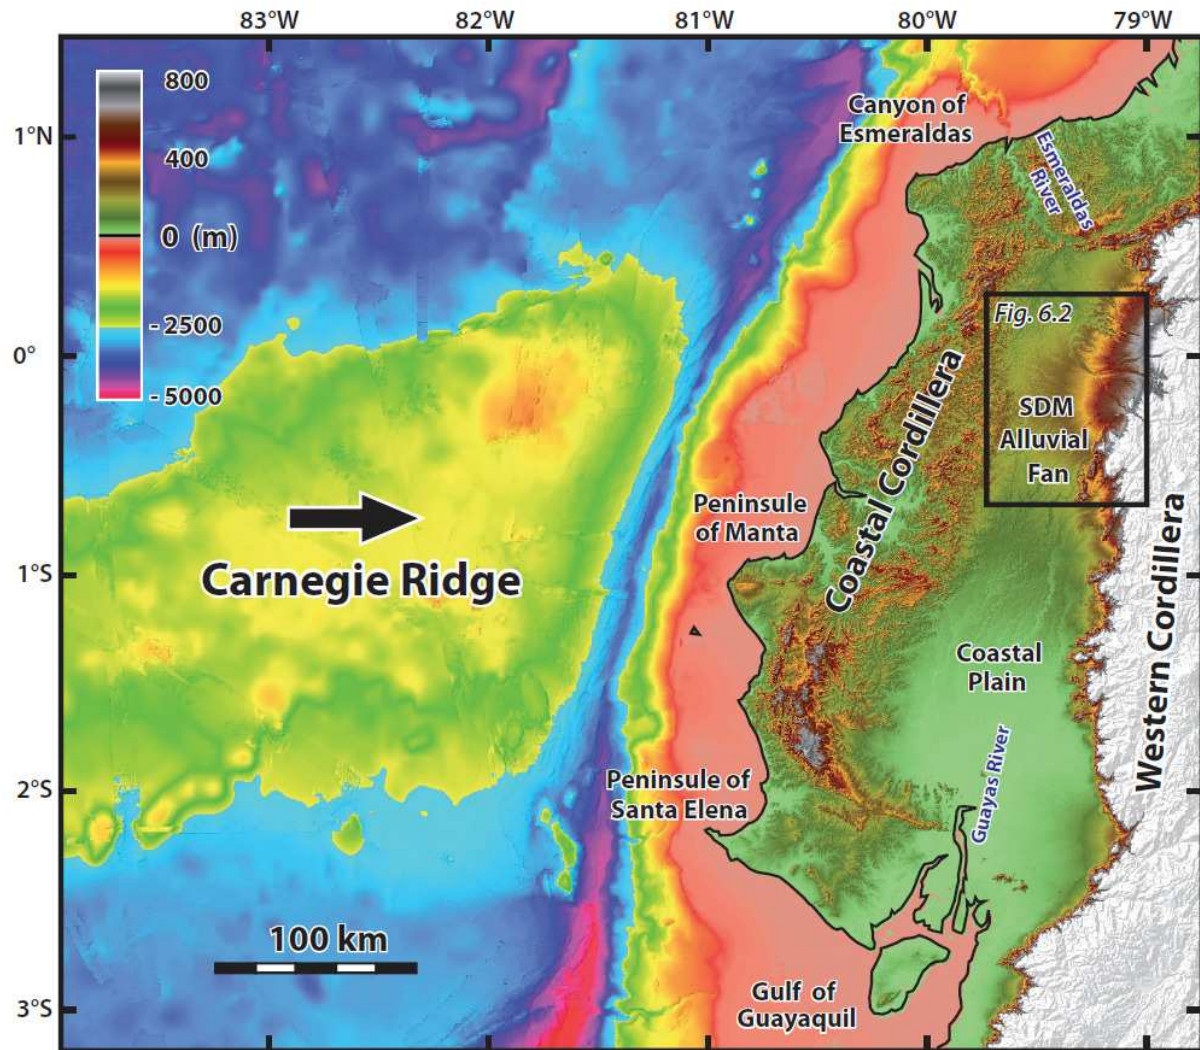 83°W
82°W
81°W
80°W
79°W
800
400
0 (m)
- 2500
- 5000
1°N
0°
1°S
2°S
3°S
Canyon of
Esmeraldas
Esmeraldas
River
Fig. 6.2
SDM
Alluvial
Fan
Coastal Cordillera
Peninsule
of Manta
Carnegie Ridge
Coastal
Plain
Western Cordillera
Guayas River
Peninsule of
Santa Elena
100 km
Gulf of
Guayaquil